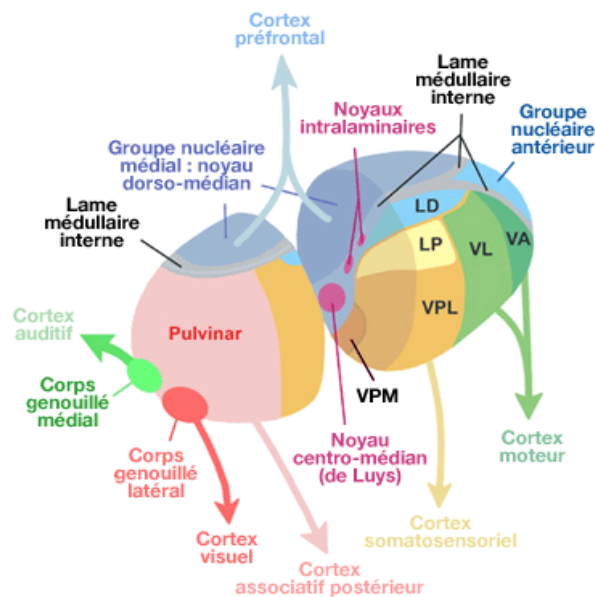 Cortex
préfrontal
Lame
médullaire
interne
Noyaux
intralaminaires
Groupe
nucléaire
antérieur
Groupe nucléaire
médial : noyau
dorso-médian
Lame
médullaire
interne
LD
LP
VL
VA
VPL
Pulvinar
Cortex
auditif
Corps
genouillé
médial
VPM
Corps
genouillé
latéral
Noyau
centro-médian
(de Luys)
Cortex
moteur
Cortex
visuel
Cortex
somatosensoriel
Cortex
associatif postérieur